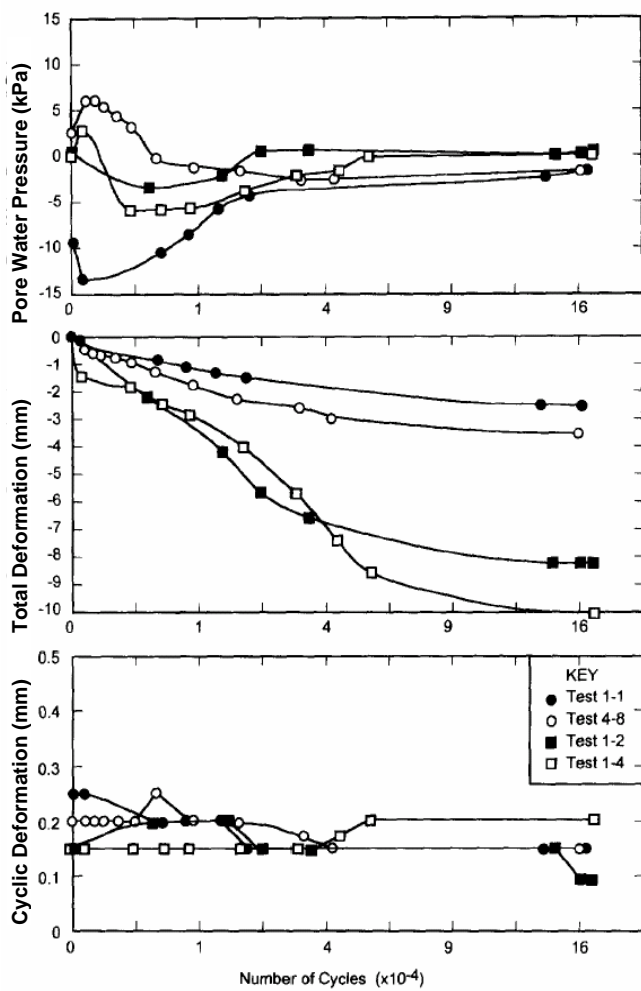 Pore Water Pressure (kPa)
15
10
5
0
-5
-10
-15
0 1 4 9 16
Total Deformation (mm)
0
-1
-2
-3
-4
-5
-6
-7
-8
-9
-10
0 1 4 9 16
Cyclic Deformation (mm)
0.5
0.4
0.3
0.2
0.1
0
KEY
Test 1-1
Test 4-8
Test 1-2
Test 1-4
0 1 4 9 16
Number of Cycles (x10-4)